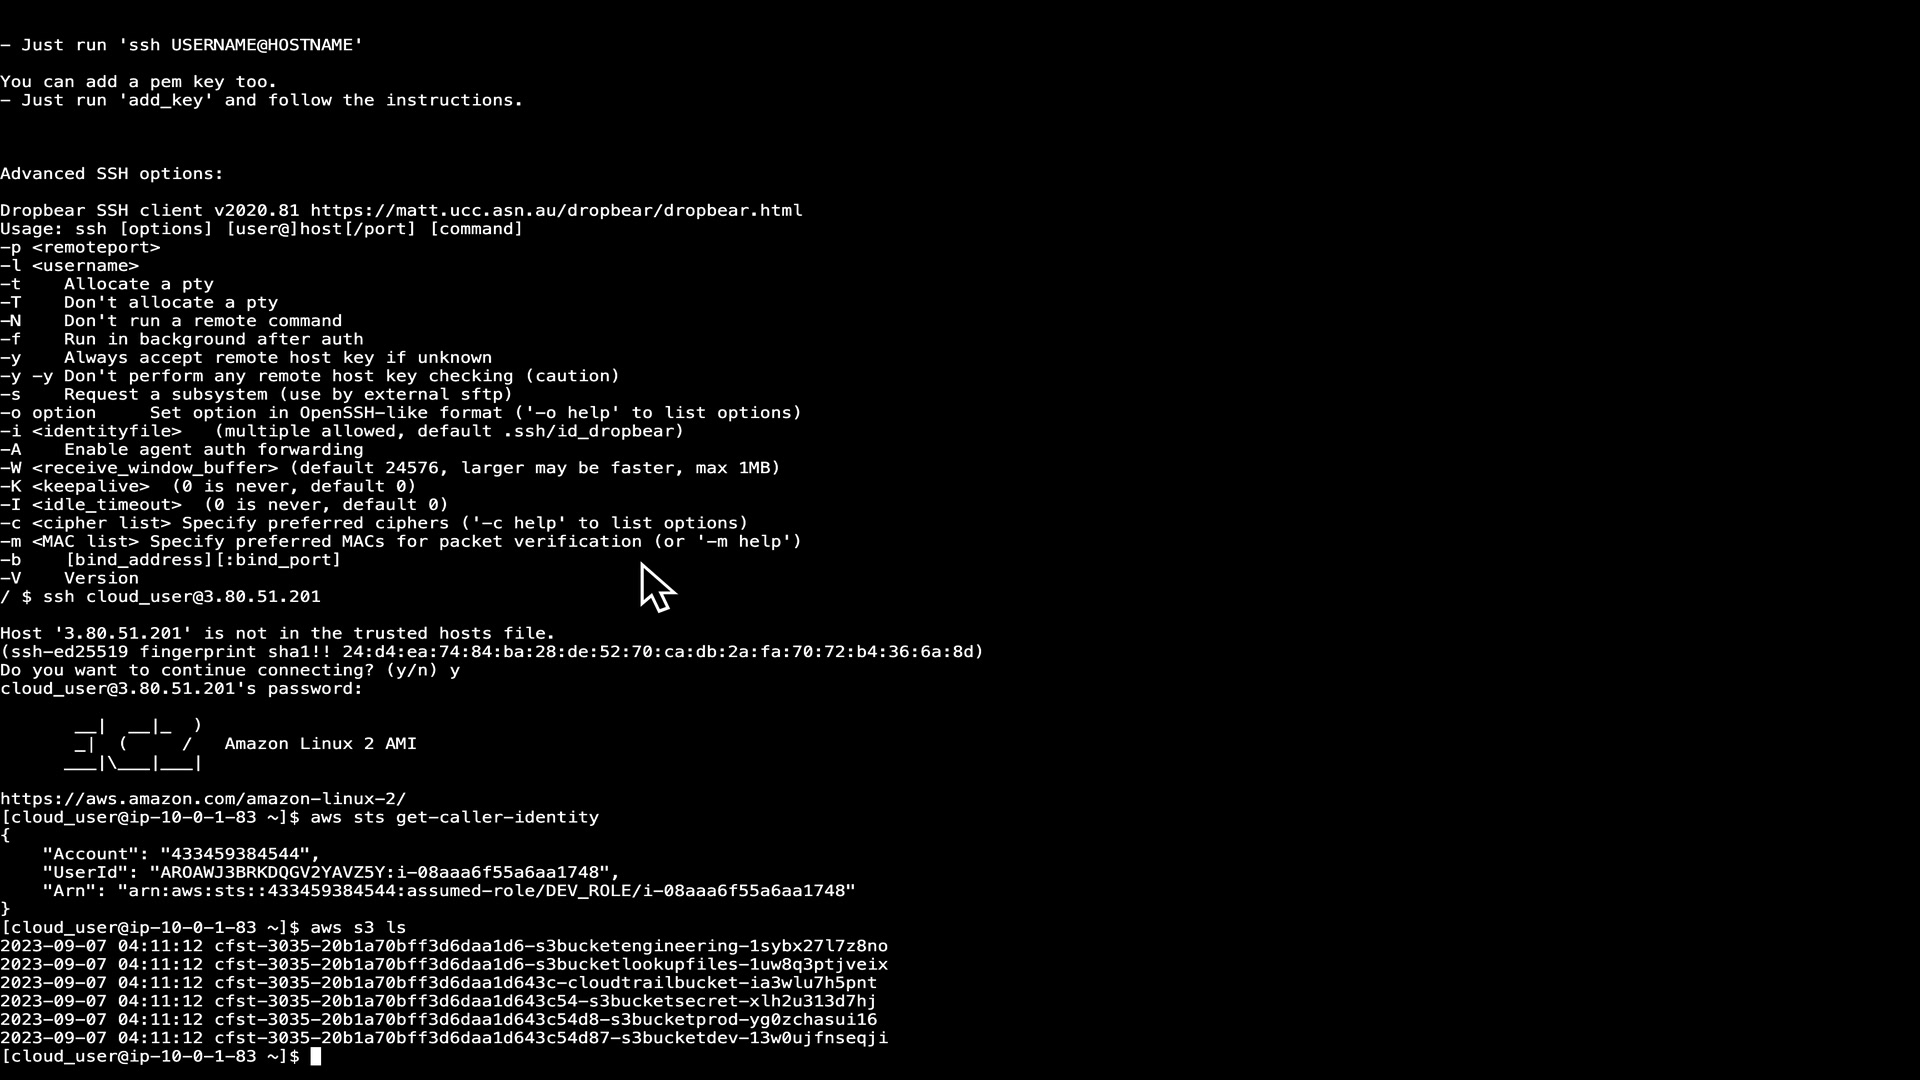 - Just run 'ssh USERNAME@HOSTNAME'
You can add a pem key too.
- Just run 'add_key' and follow the instructions.
Advanced SSH options:
Dropbear SSH client v2020.81 https://matt.ucc.asn.au/dropbear/dropbear.html
Usage: ssh [options] [user@]host[/port] [command]
-p <remoteport>
-l <username>
-t    Allocate a pty
-T    Don't allocate a pty
-N    Don't run a remote command
-f    Run in background after auth
-y    Always accept remote host key if unknown
-y -y Don't perform any remote host key checking (caution)
-s    Request a subsystem (use by external sftp)
-o option     Set option in OpenSSH-like format ('-o help' to list options)
-i <identityfile>   (multiple allowed, default .ssh/id_dropbear)
-A    Enable agent auth forwarding
-W <receive_window_buffer> (default 24576, larger may be faster, max 1MB)
-K <keepalive>  (0 is never, default 0)
-I <idle_timeout>  (0 is never, default 0)
-c <cipher list> Specify preferred ciphers ('-c help' to list options)
-m <MAC list> Specify preferred MACs for packet verification (or '-m help')
-b    [bind_address][:bind_port]
-V    Version
/ $ ssh cloud_user@3.80.51.201
Host '3.80.51.201' is not in the trusted hosts file.
(ssh-ed25519 fingerprint sha1!! 24:d4:ea:74:84:ba:28:de:52:70:ca:db:2a:fa:70:72:b4:36:6a:8d)
Do you want to continue connecting? (y/n) y
cloud_user@3.80.51.201's password:
       __|  __|_  )
       _|  (     /   Amazon Linux 2 AMI
      ___|\___|___|
https://aws.amazon.com/amazon-linux-2/
[cloud_user@ip-10-0-1-83 ~]$ aws sts get-caller-identity
{
    "Account": "433459384544",
    "UserId": "AROAWJ3BRKDQGV2YAVZ5Y:i-08aaa6f55a6aa1748",
    "Arn": "arn:aws:sts::433459384544:assumed-role/DEV_ROLE/i-08aaa6f55a6aa1748"
}
[cloud_user@ip-10-0-1-83 ~]$ aws s3 ls
2023-09-07 04:11:12 cfst-3035-20b1a70bff3d6daa1d6-s3bucketengineering-1sybx27l7z8no
2023-09-07 04:11:12 cfst-3035-20b1a70bff3d6daa1d6-s3bucketlookupfiles-1uw8q3ptjveix
2023-09-07 04:11:12 cfst-3035-20b1a70bff3d6daa1d643c-cloudtrailbucket-ia3wlu7h5pnt
2023-09-07 04:11:12 cfst-3035-20b1a70bff3d6daa1d643c54-s3bucketsecret-xlh2u313d7hj
2023-09-07 04:11:12 cfst-3035-20b1a70bff3d6daa1d643c54d8-s3bucketprod-yg0zchasui16
2023-09-07 04:11:12 cfst-3035-20b1a70bff3d6daa1d643c54d87-s3bucketdev-13w0ujfnseqji
[cloud_user@ip-10-0-1-83 ~]$